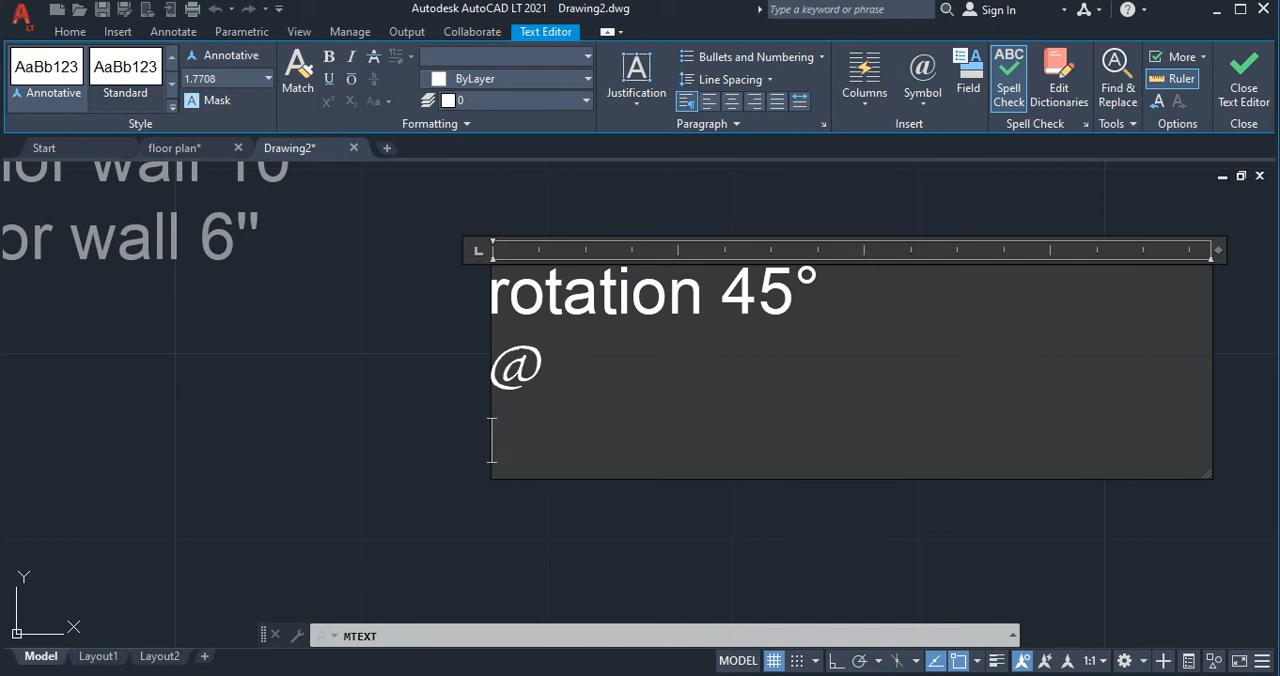 Autodesk AutoCAD LT 2021 Drawing2.dwg
Type a keyword or phrase
Sign In
LT
Home Insert Annotate Parametric View Manage Output Collaborate Text Editor
AaBb123 AaBb123 Annotative
1.7708
Annotative Standard
A Mask
Style
Match
B I A
U O
ByLayer
Aa
0
Formatting
Justification
Bullets and Numbering
Line Spacing
Paragraph
Columns
@ Symbol
Field
Insert
ABC Spell Check
Edit Dictionaries
Spell Check
Find & Replace
Tools
More
Ruler
Options
Close Text Editor
Close
Start floor plan* Drawing2*
ior wall 10
or wall 6"
rotation 45°
@
Y
X
MTEXT
Model Layout1 Layout2
MODEL
1:1